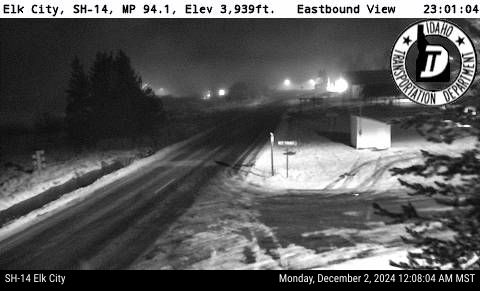 Elk City, SH-14, MP 94.1, Elev 3,939ft.   Eastbound View    23:01:04
IDAHO
TRANSPORTATION DEPARTMENT
SH-14 Elk City
Monday, December 2, 2024 12:08:04 AM MST